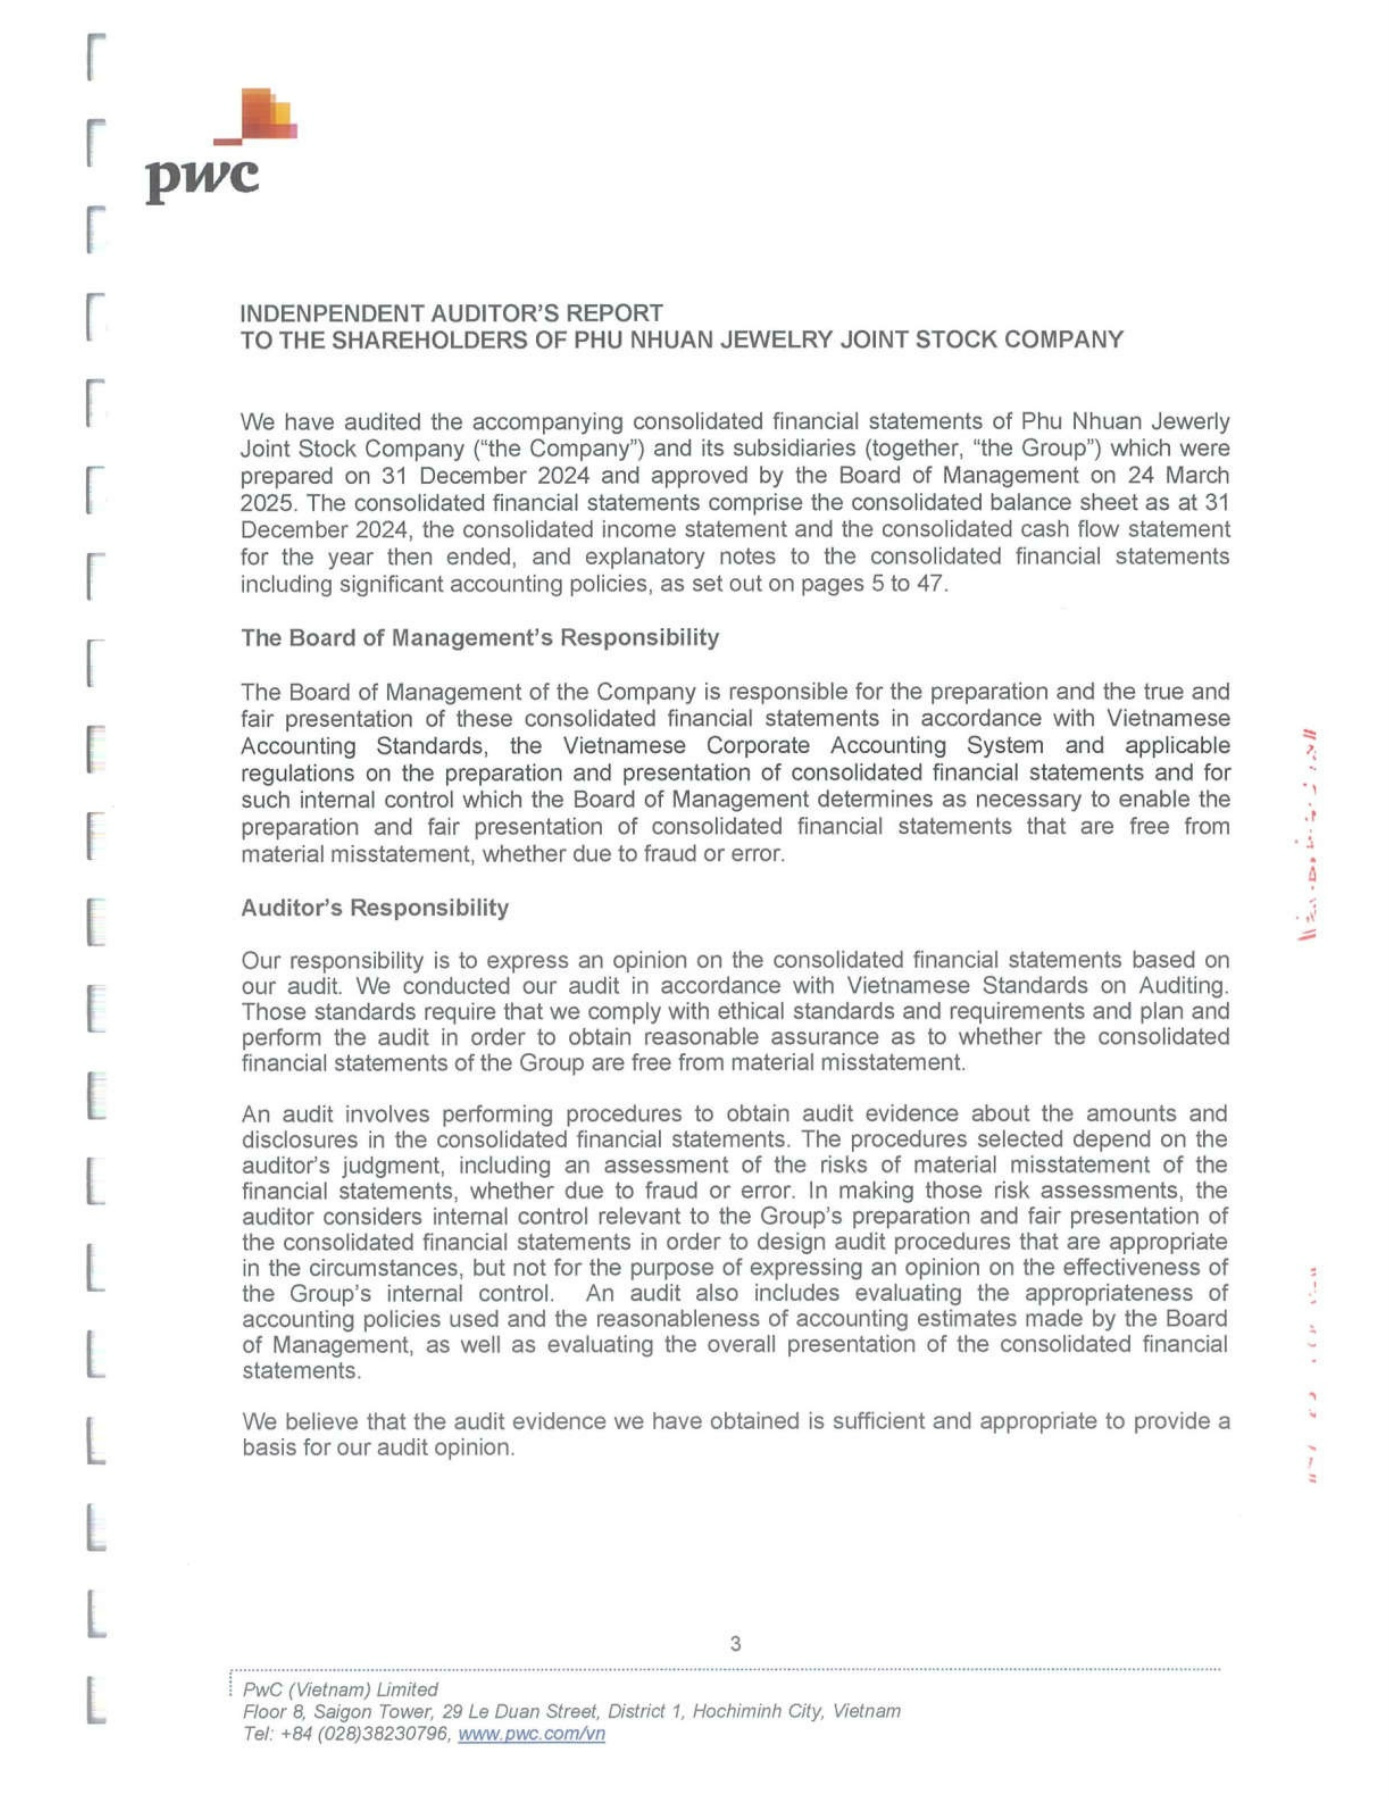 pwc
INDENPENDENT AUDITOR'S REPORT
TO THE SHAREHOLDERS OF PHU NHUAN JEWELRY JOINT STOCK COMPANY
We have audited the accompanying consolidated financial statements of Phu Nhuan Jewerly
Joint Stock Company ("the Company") and its subsidiaries (together, "the Group") which were
prepared on 31 December 2024 and approved by the Board of Management on 24 March
2025. The consolidated financial statements comprise the consolidated balance sheet as at 31
December 2024, the consolidated income statement and the consolidated cash flow statement
for the year then ended, and explanatory notes to the consolidated financial statements
including significant accounting policies, as set out on pages 5 to 47.
The Board of Management's Responsibility
The Board of Management of the Company is responsible for the preparation and the true and
fair presentation of these consolidated financial statements in accordance with Vietnamese
Accounting Standards, the Vietnamese Corporate Accounting System and applicable
regulations on the preparation and presentation of consolidated financial statements and for
such internal control which the Board of Management determines as necessary to enable the
preparation and fair presentation of consolidated financial statements that are free from
material misstatement, whether due to fraud or error.
Auditor's Responsibility
Our responsibility is to express an opinion on the consolidated financial statements based on
our audit. We conducted our audit in accordance with Vietnamese Standards on Auditing.
Those standards require that we comply with ethical standards and requirements and plan and
perform the audit in order to obtain reasonable assurance as to whether the consolidated
financial statements of the Group are free from material misstatement.
An audit involves performing procedures to obtain audit evidence about the amounts and
disclosures in the consolidated financial statements. The procedures selected depend on the
auditor's judgment, including an assessment of the risks of material misstatement of the
financial statements, whether due to fraud or error. In making those risk assessments, the
auditor considers internal control relevant to the Group's preparation and fair presentation of
the consolidated financial statements in order to design audit procedures that are appropriate
in the circumstances, but not for the purpose of expressing an opinion on the effectiveness of
the Group's internal control. An audit also includes evaluating the appropriateness of
accounting policies used and the reasonableness of accounting estimates made by the Board
of Management, as well as evaluating the overall presentation of the consolidated financial
statements.
We believe that the audit evidence we have obtained is sufficient and appropriate to provide a
basis for our audit opinion.
3
PwC (Vietnam) Limited
Floor 8, Saigon Tower, 29 Le Duan Street, District 1, Hochiminh City, Vietnam
Tel: +84 (028)38230796, www.pwc.com/vn